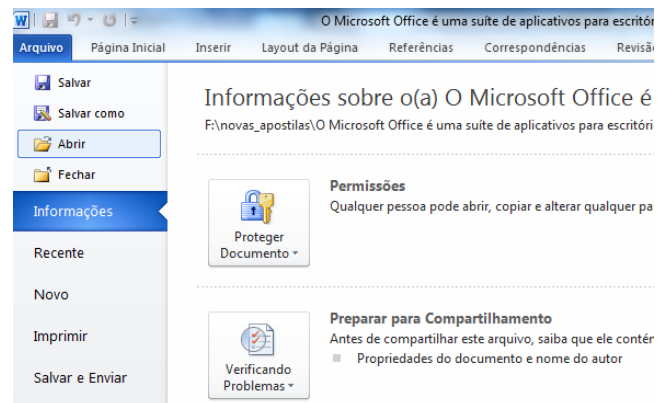 W
O Microsoft Office é uma suíte de aplicativos para escritór
Arquivo Página Inicial Inserir Layout da Página Referências Correspondências Revisã
Salvar
Salvar como
Abrir
Fechar
Informações
Recente
Novo
Imprimir
Salvar e Enviar
Informações sobre o(a) O Microsoft Office é
F:\novas_apostilas\O Microsoft Office é uma suíte de aplicativos para escritóri
Proteger
Documento
Permissões
Qualquer pessoa pode abrir, copiar e alterar qualquer pa
Verificando
Problemas
Preparar para Compartilhamento
Antes de compartilhar este arquivo, saiba que ele contén
Propriedades do documento e nome do autor